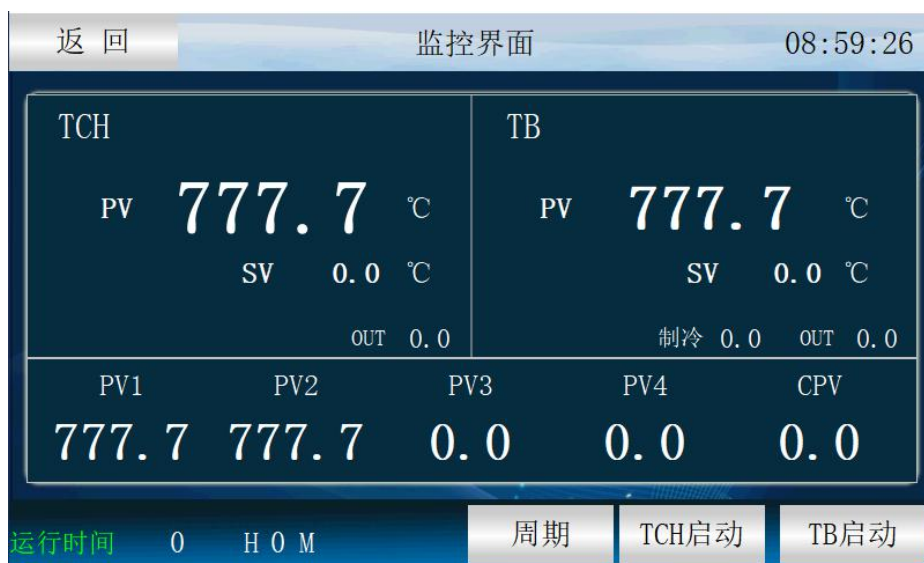 返 回 监控界面 08:59:26
TCH TB
PV 777.7 ℃ PV 777.7 ℃
SV 0.0 ℃ SV 0.0 ℃
OUT 0.0 制冷 0.0 OUT 0.0
PV1 PV2 PV3 PV4 CPV
777.7 777.7 0.0 0.0 0.0
运行时间 0 H 0 M 周期 TCH启动 TB启动